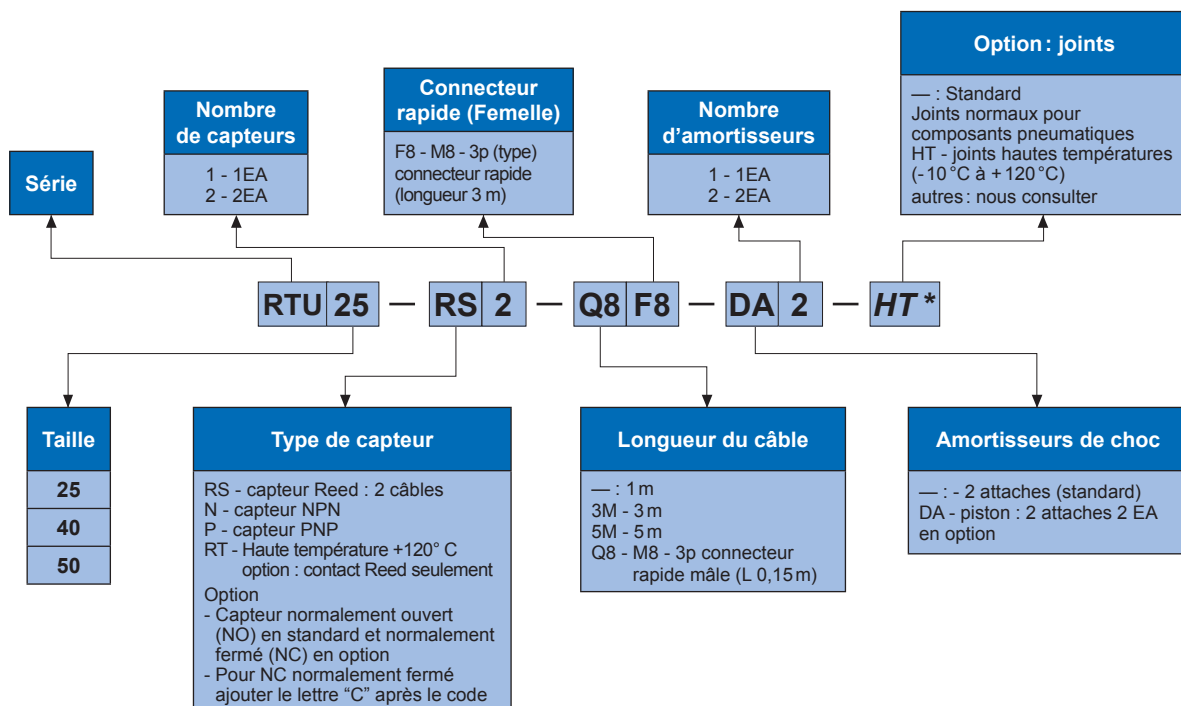 Option : joints
— : Standard
Joints normaux pour
composants pneumatiques
HT - joints hautes températures
(-10 °C à +120 °C)
autres : nous consulter
Connecteur
rapide (Femelle)
F8 - M8 - 3p (type)
connecteur rapide
(longueur 3 m)
Nombre
de capteurs
1 - 1EA
2 - 2EA
Nombre
d’amortisseurs
1 - 1EA
2 - 2EA
Série
RTU 25 — RS 2 — Q8 F8 — DA 2 — HT *
Taille
25
40
50
Type de capteur
RS - capteur Reed : 2 câbles
N - capteur NPN
P - capteur PNP
RT - Haute température +120° C
option : contact Reed seulement
Option
- Capteur normalement ouvert
(NO) en standard et normalement
fermé (NC) en option
- Pour NC normalement fermé
ajouter le lettre “C” après le code
Longueur du câble
— : 1 m
3M - 3 m
5M - 5 m
Q8 - M8 - 3p connecteur
rapide mâle (L 0,15 m)
Amortisseurs de choc
— : - 2 attaches (standard)
DA - piston : 2 attaches 2 EA
en option